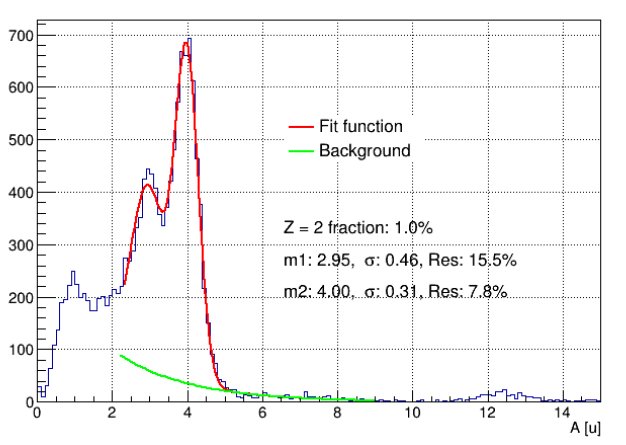 700
600
500
400
300
200
100
0
Fit function
Background
Z = 2 fraction: 1.0%
m1: 2.95, σ: 0.46, Res: 15.5%
m2: 4.00, σ: 0.31, Res: 7.8%
0 2 4 6 8 10 12 14
A [u]